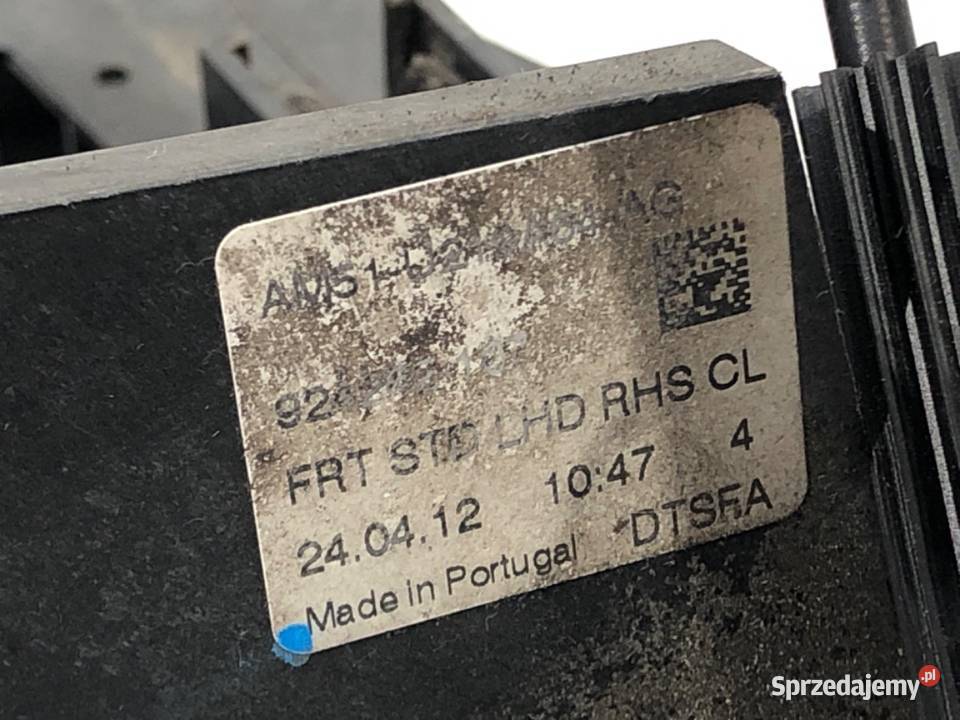 FRT STD LHD RHS CL
24.04.12 10:47 4
Made in Portugal DTSFA
Sprzedajemy.pl